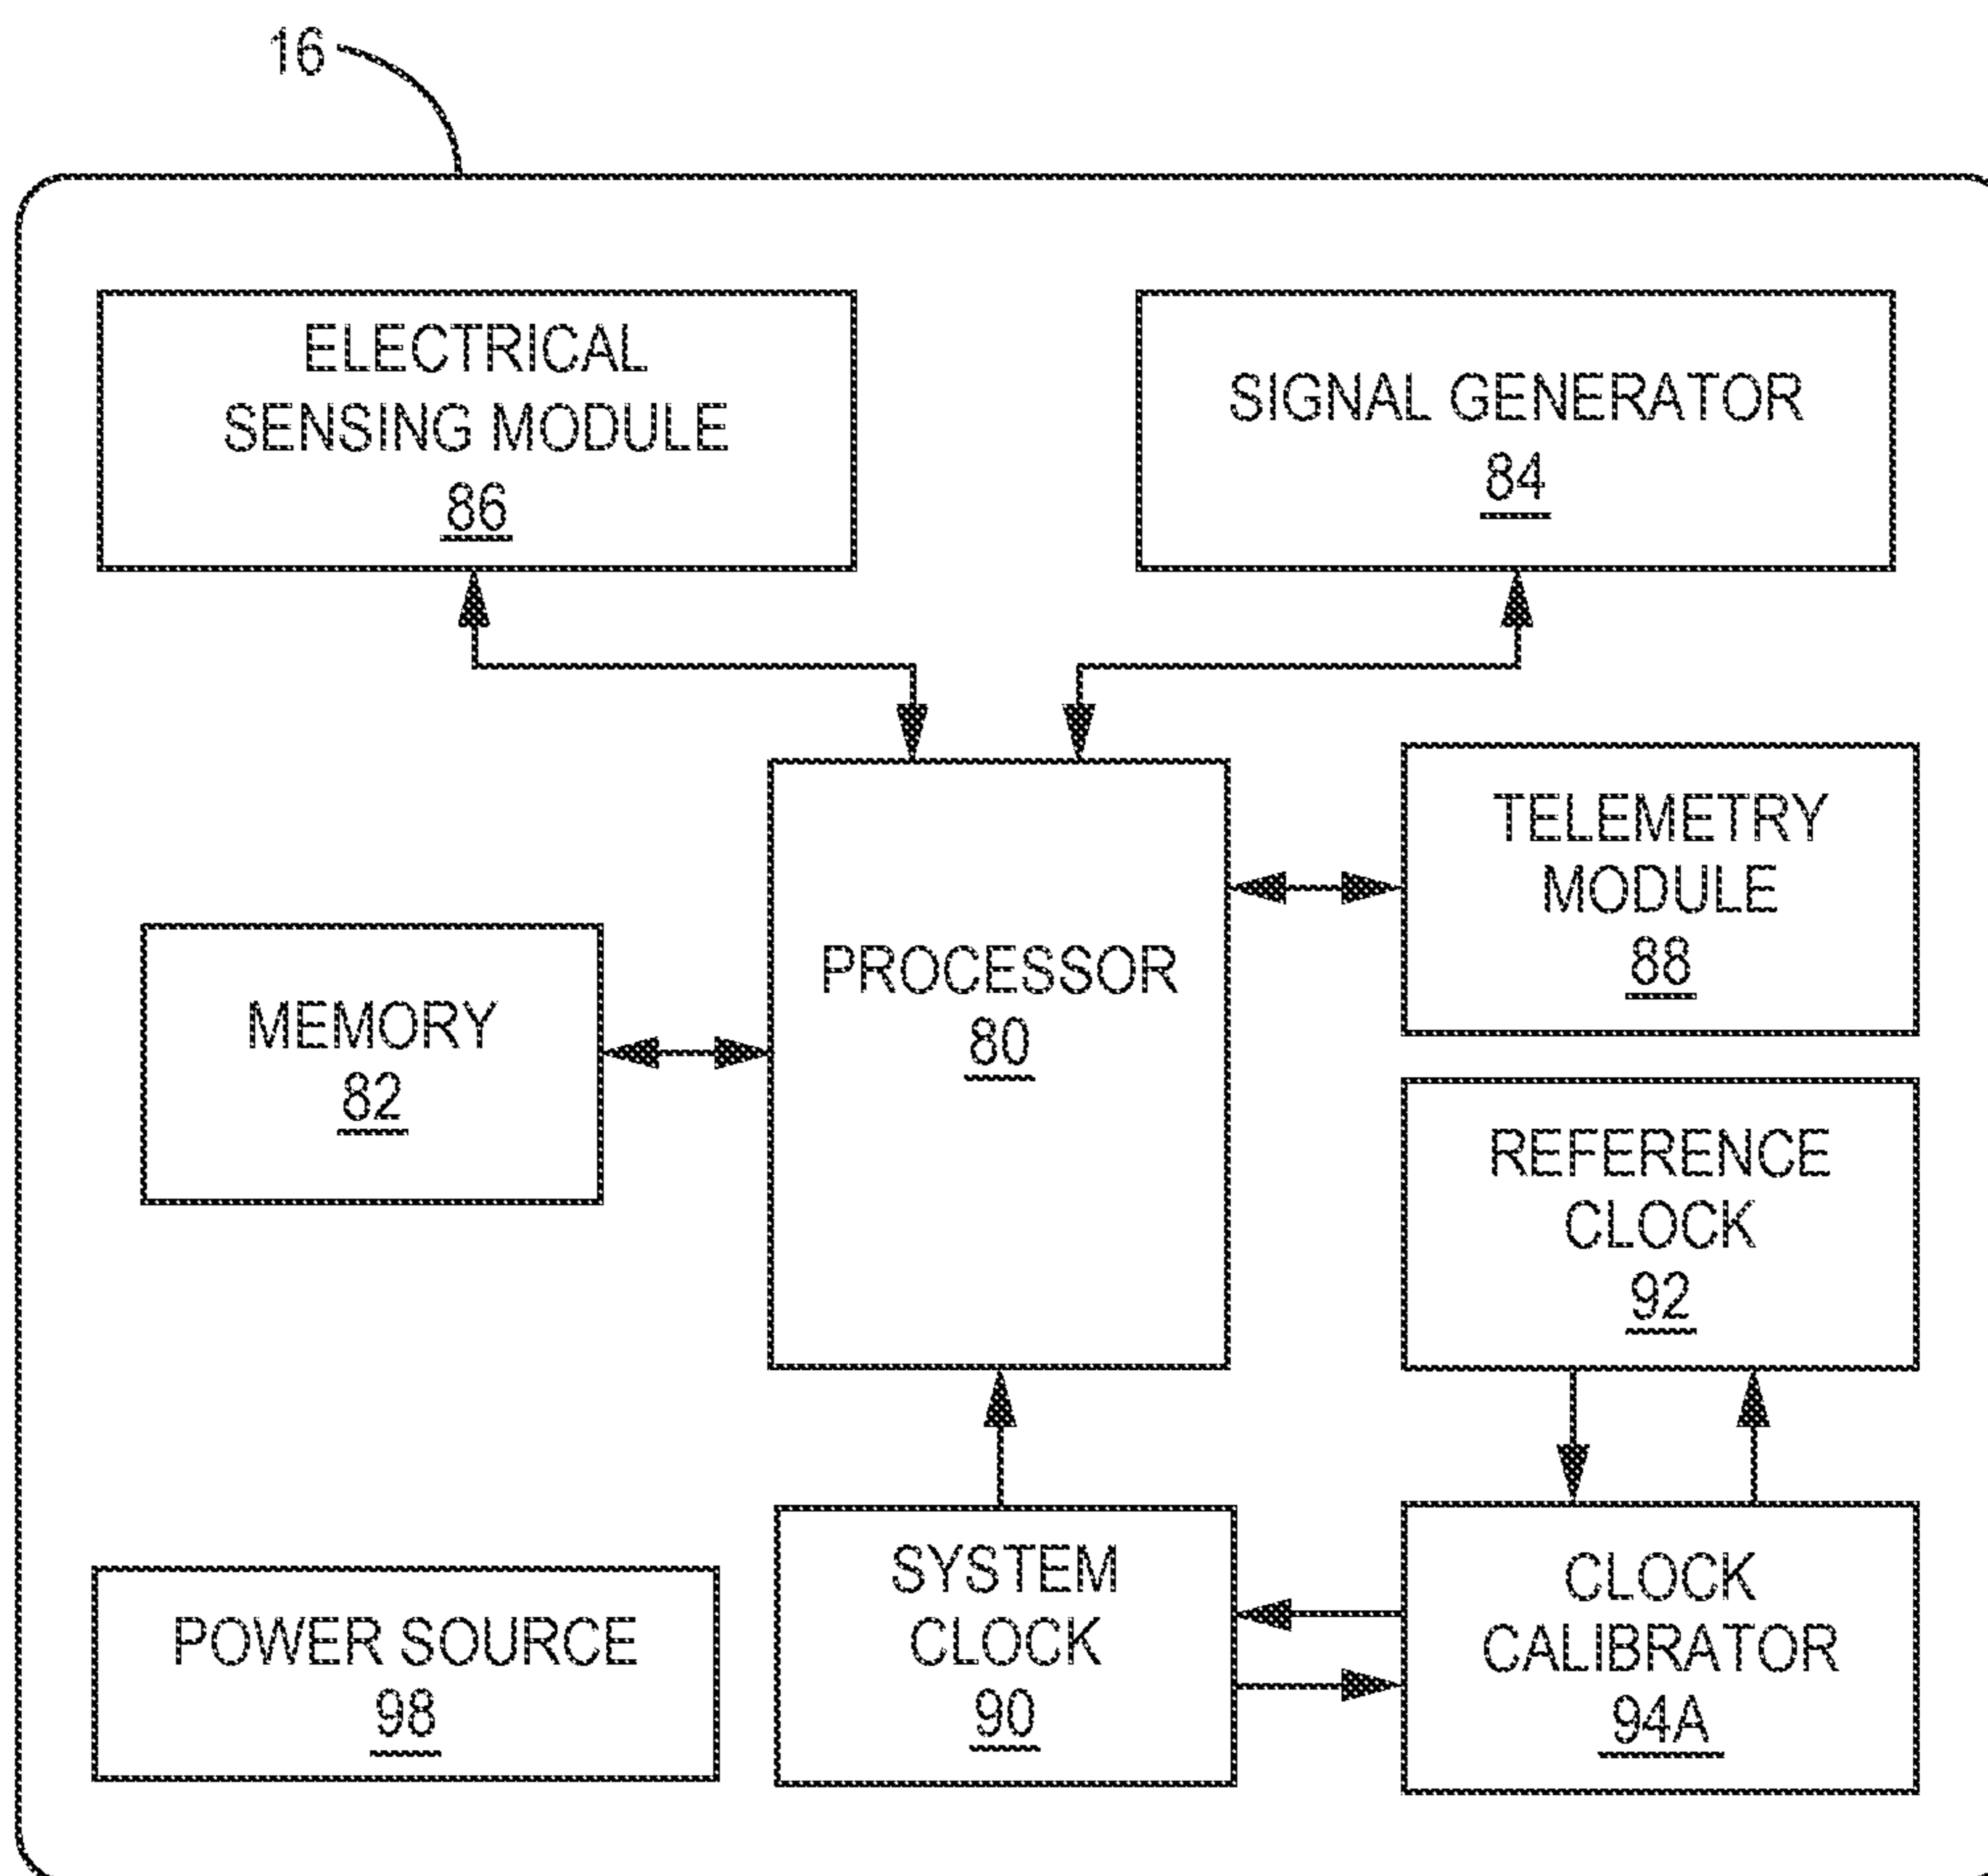 16
ELECTRICAL
SENSING MODULE
86
SIGNAL GENERATOR
84
TELEMETRY
MODULE
88
PROCESSOR
80
MEMORY
82
REFERENCE
CLOCK
92
SYSTEM
CLOCK
90
CLOCK
CALIBRATOR
94A
POWER SOURCE
98